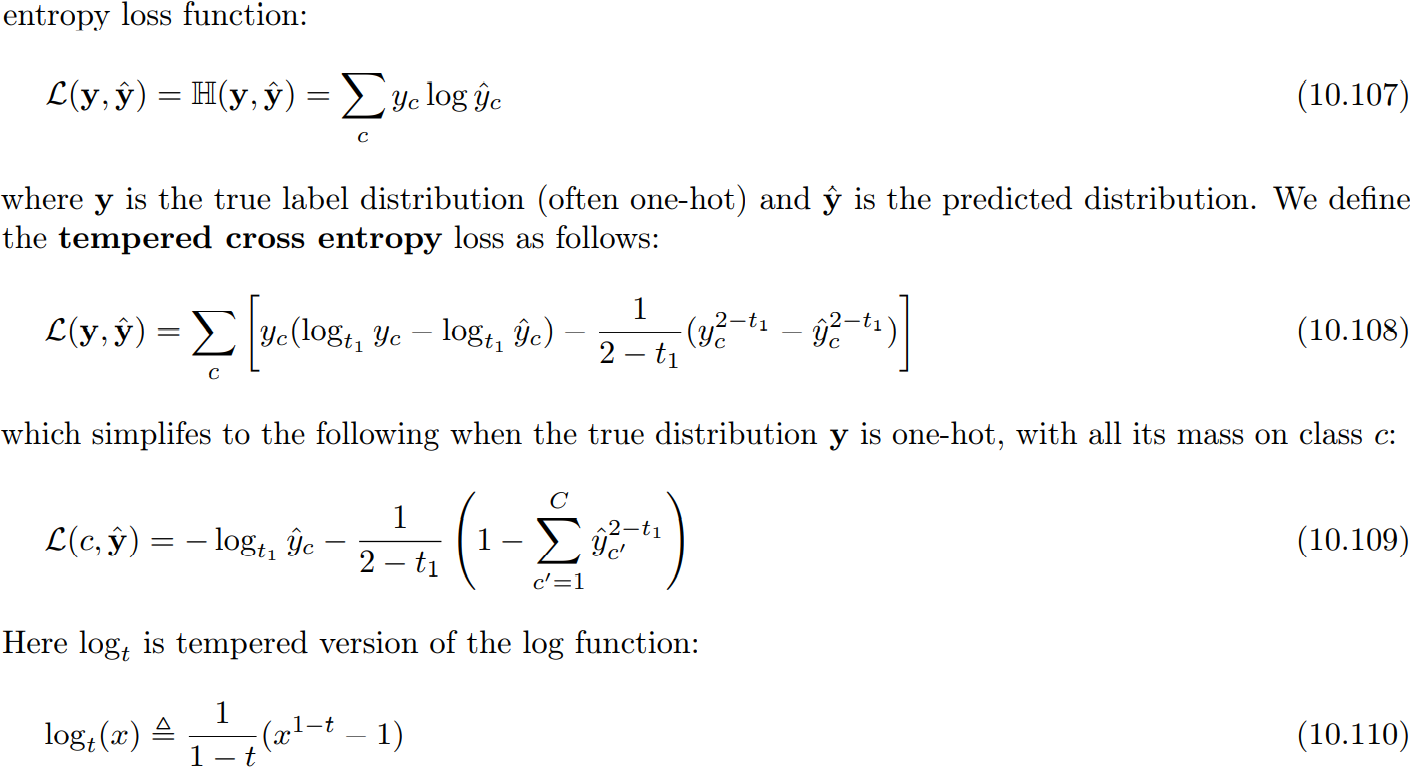 entropy loss function:
$\mathcal{L}(\mathbf{y}, \hat{\mathbf{y}}) = \mathbb{H}(\mathbf{y}, \hat{\mathbf{y}}) = \sum_{c} y_c \log \hat{y}_c$ (10.107)
where $\mathbf{y}$ is the true label distribution (often one-hot) and $\hat{\mathbf{y}}$ is the predicted distribution. We define
the **tempered cross entropy** loss as follows:
$\mathcal{L}(\mathbf{y}, \hat{\mathbf{y}}) = \sum_{c} \left[ y_c (\log_{t_1} y_c - \log_{t_1} \hat{y}_c) - \frac{1}{2 - t_1} (y_c^{2-t_1} - \hat{y}_c^{2-t_1}) \right]$ (10.108)
which simplifes to the following when the true distribution $\mathbf{y}$ is one-hot, with all its mass on class $c$:
$\mathcal{L}(c, \hat{\mathbf{y}}) = -\log_{t_1} \hat{y}_c - \frac{1}{2 - t_1} \left( 1 - \sum_{c'=1}^{C} \hat{y}_{c'}^{2-t_1} \right)$ (10.109)
Here $\log_t$ is tempered version of the log function:
$\log_t(x) \triangleq \frac{1}{1 - t} (x^{1-t} - 1)$ (10.110)